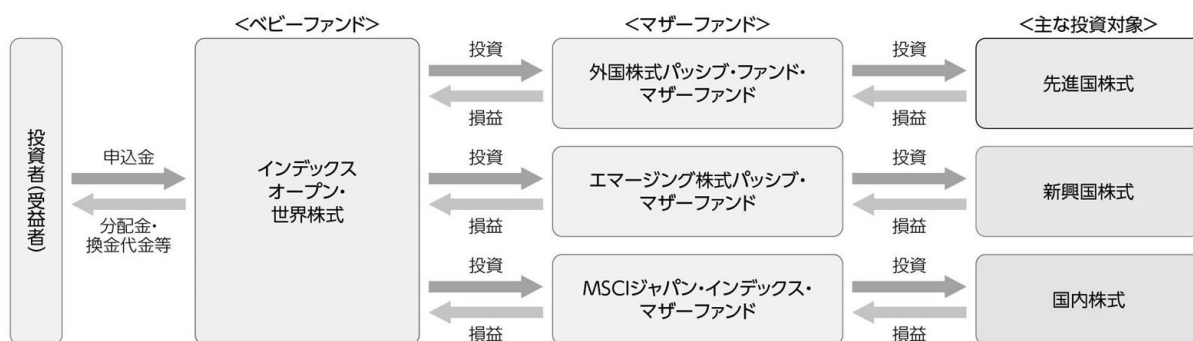 <ベビーファンド>
<マザーファンド>
<主な投資対象>
投資者(受益者)
申込金
分配金・
換金代金等
インデックス
オープン・
世界株式
投資
損益
外国株式パッシブ・ファンド・
マザーファンド
投資
損益
先進国株式
投資
損益
エマージング株式パッシブ・
マザーファンド
投資
損益
新興国株式
投資
損益
MSCIジャパン・インデックス・
マザーファンド
投資
損益
国内株式